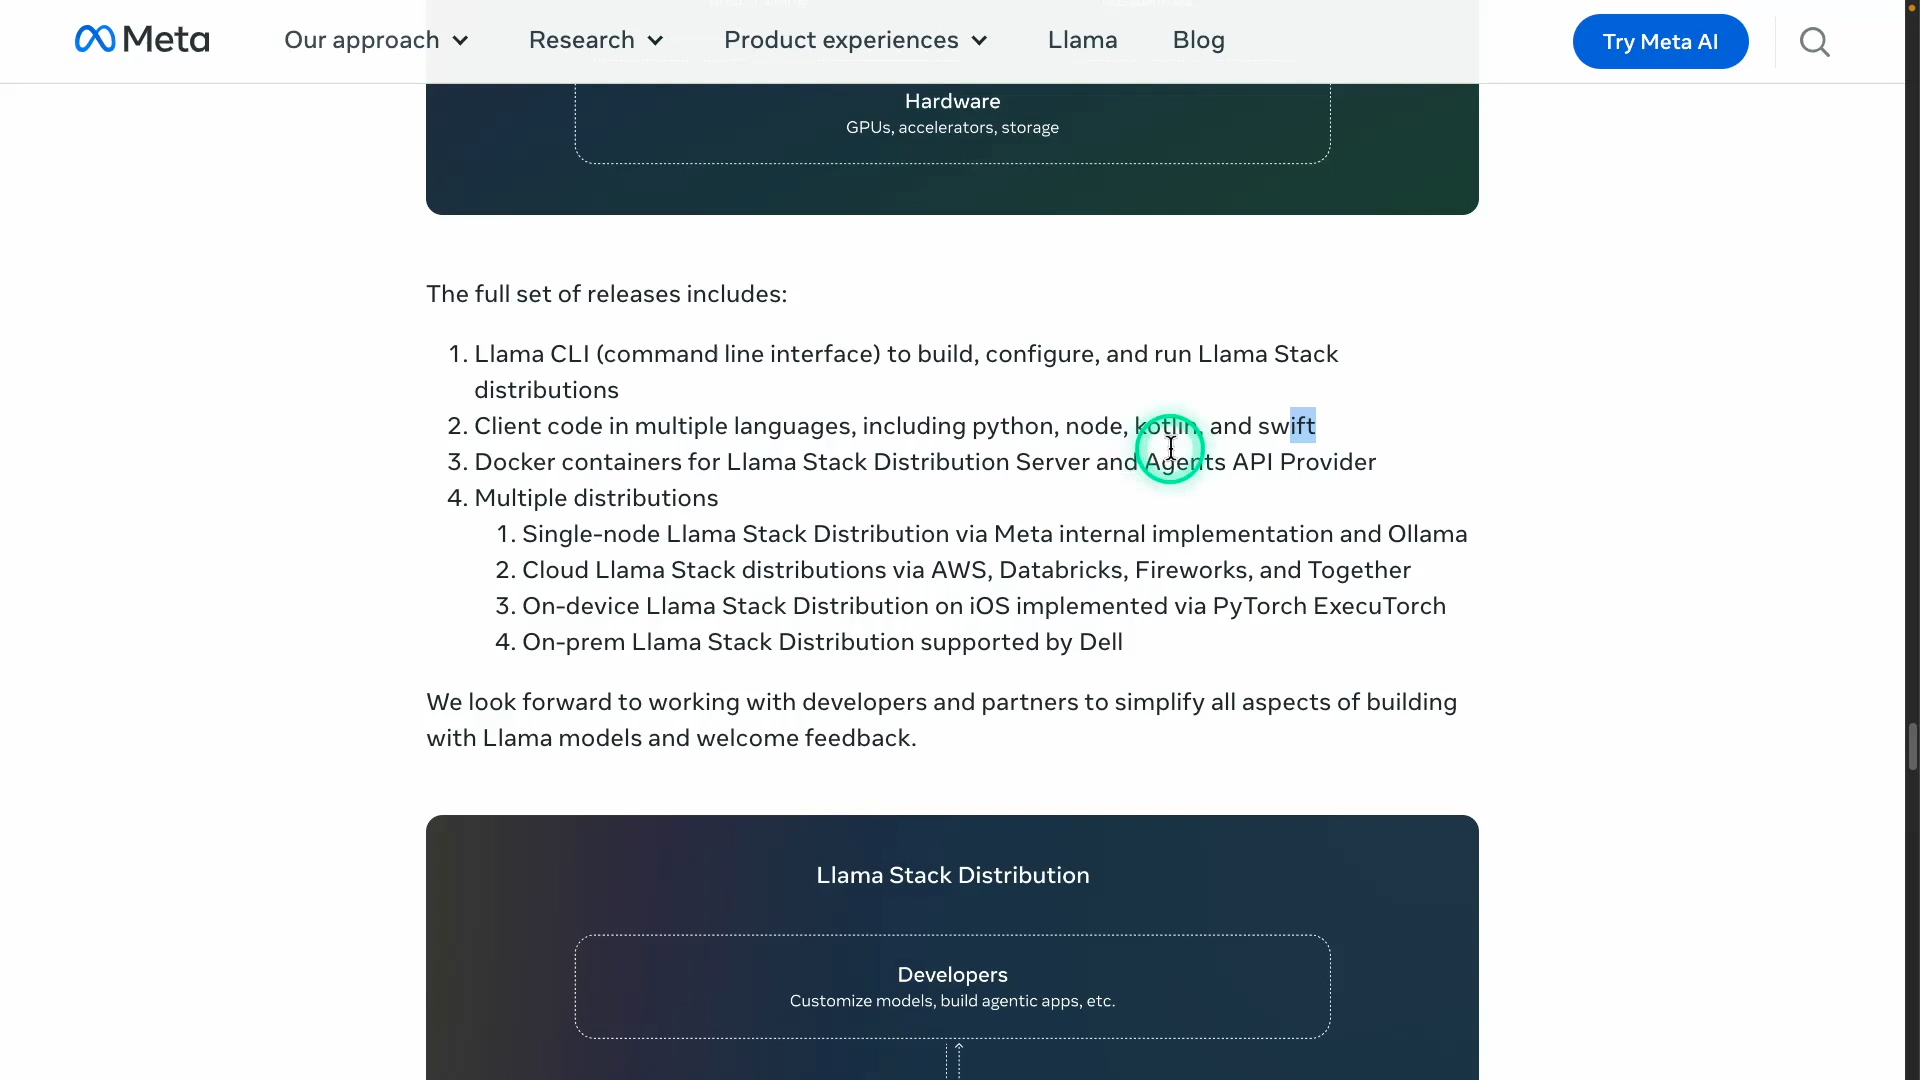 Meta
Our approach
Research
Product experiences
Llama
Blog
Try Meta AI
Hardware
GPUs, accelerators, storage
The full set of releases includes:
1. Llama CLI (command line interface) to build, configure, and run Llama Stack
distributions
2. Client code in multiple languages, including python, node, kotlin, and swift
3. Docker containers for Llama Stack Distribution Server and Agents API Provider
4. Multiple distributions
1. Single-node Llama Stack Distribution via Meta internal implementation and Ollama
2. Cloud Llama Stack distributions via AWS, Databricks, Fireworks, and Together
3. On-device Llama Stack Distribution on iOS implemented via PyTorch ExecuTorch
4. On-prem Llama Stack Distribution supported by Dell
We look forward to working with developers and partners to simplify all aspects of building
with Llama models and welcome feedback.
Llama Stack Distribution
Developers
Customize models, build agentic apps, etc.